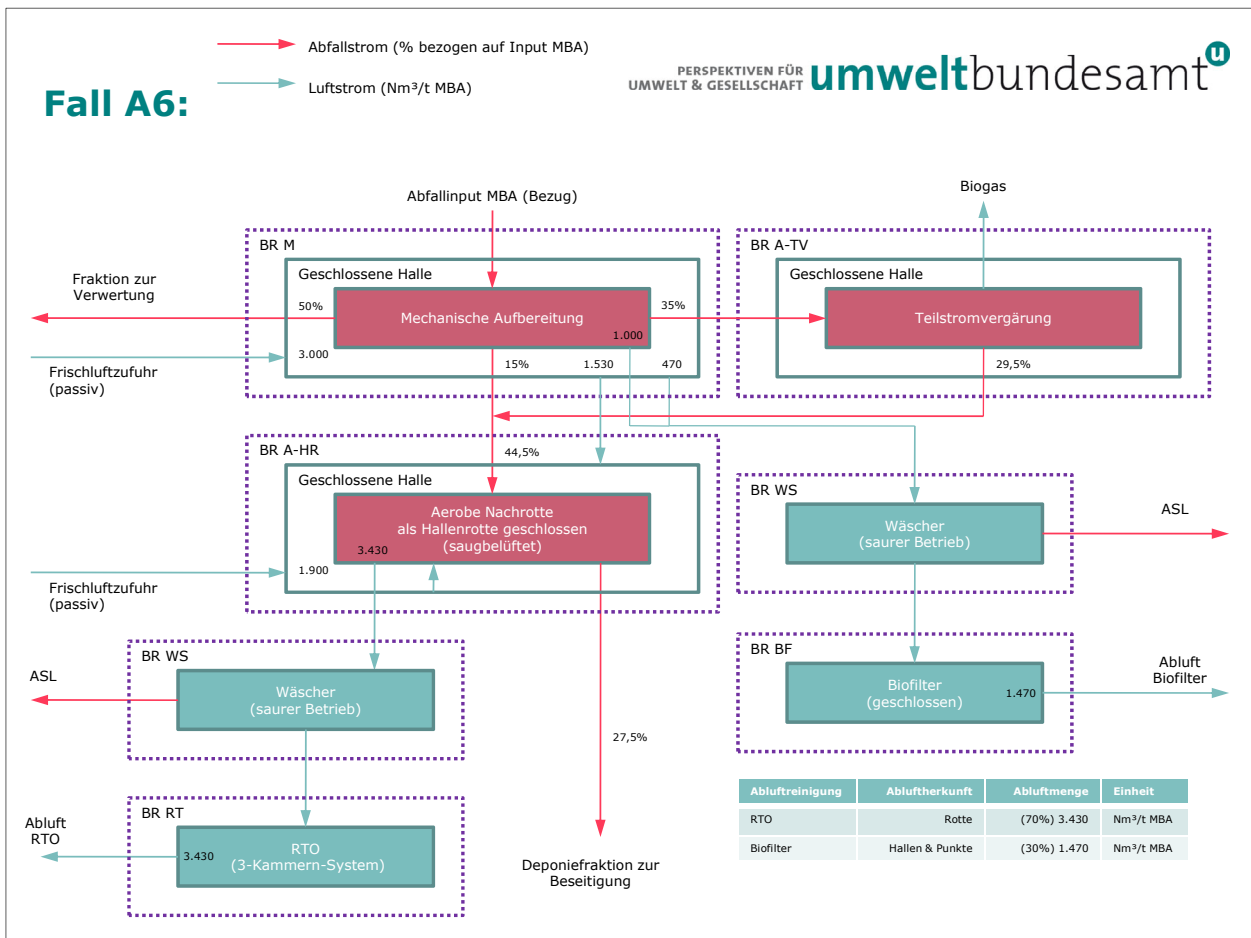 Abfallstrom (% bezogen auf Input MBA)
Luftstrom (Nm³/t MBA)
Fall A6:
PERSPEKTIVEN FÜR
UMWELT & GESELLSCHAFT
umweltbundesamt
u
Abfallinput MBA (Bezug)
Biogas
BR M
Geschlossene Halle
BR A-TV
Geschlossene Halle
Fraktion zur
Verwertung
50%
Mechanische Aufbereitung
1.000
35%
Teilstromvergärung
3.000
15%
1.530
470
29,5%
Frischluftzufuhr
(passiv)
BR A-HR
44,5%
Geschlossene Halle
Aerobe Nachrotte
als Hallenrotte geschlossen
(saugbelüftet)
3.430
1.900
Frischluftzufuhr
(passiv)
BR WS
Wäscher
(saurer Betrieb)
ASL
BR WS
ASL
Wäscher
(saurer Betrieb)
BR BF
Biofilter
(geschlossen)
1.470
Abluft
Biofilter
27,5%
BR RT
Abluft
RTO
3.430
RTO
(3-Kammern-System)
Deponiefraktion zur
Beseitigung
Abluftreinigung Abluftherkunft Abluftmenge Einheit
RTO Rotte (70%) 3.430 Nm³/t MBA
Biofilter Hallen & Punkte (30%) 1.470 Nm³/t MBA